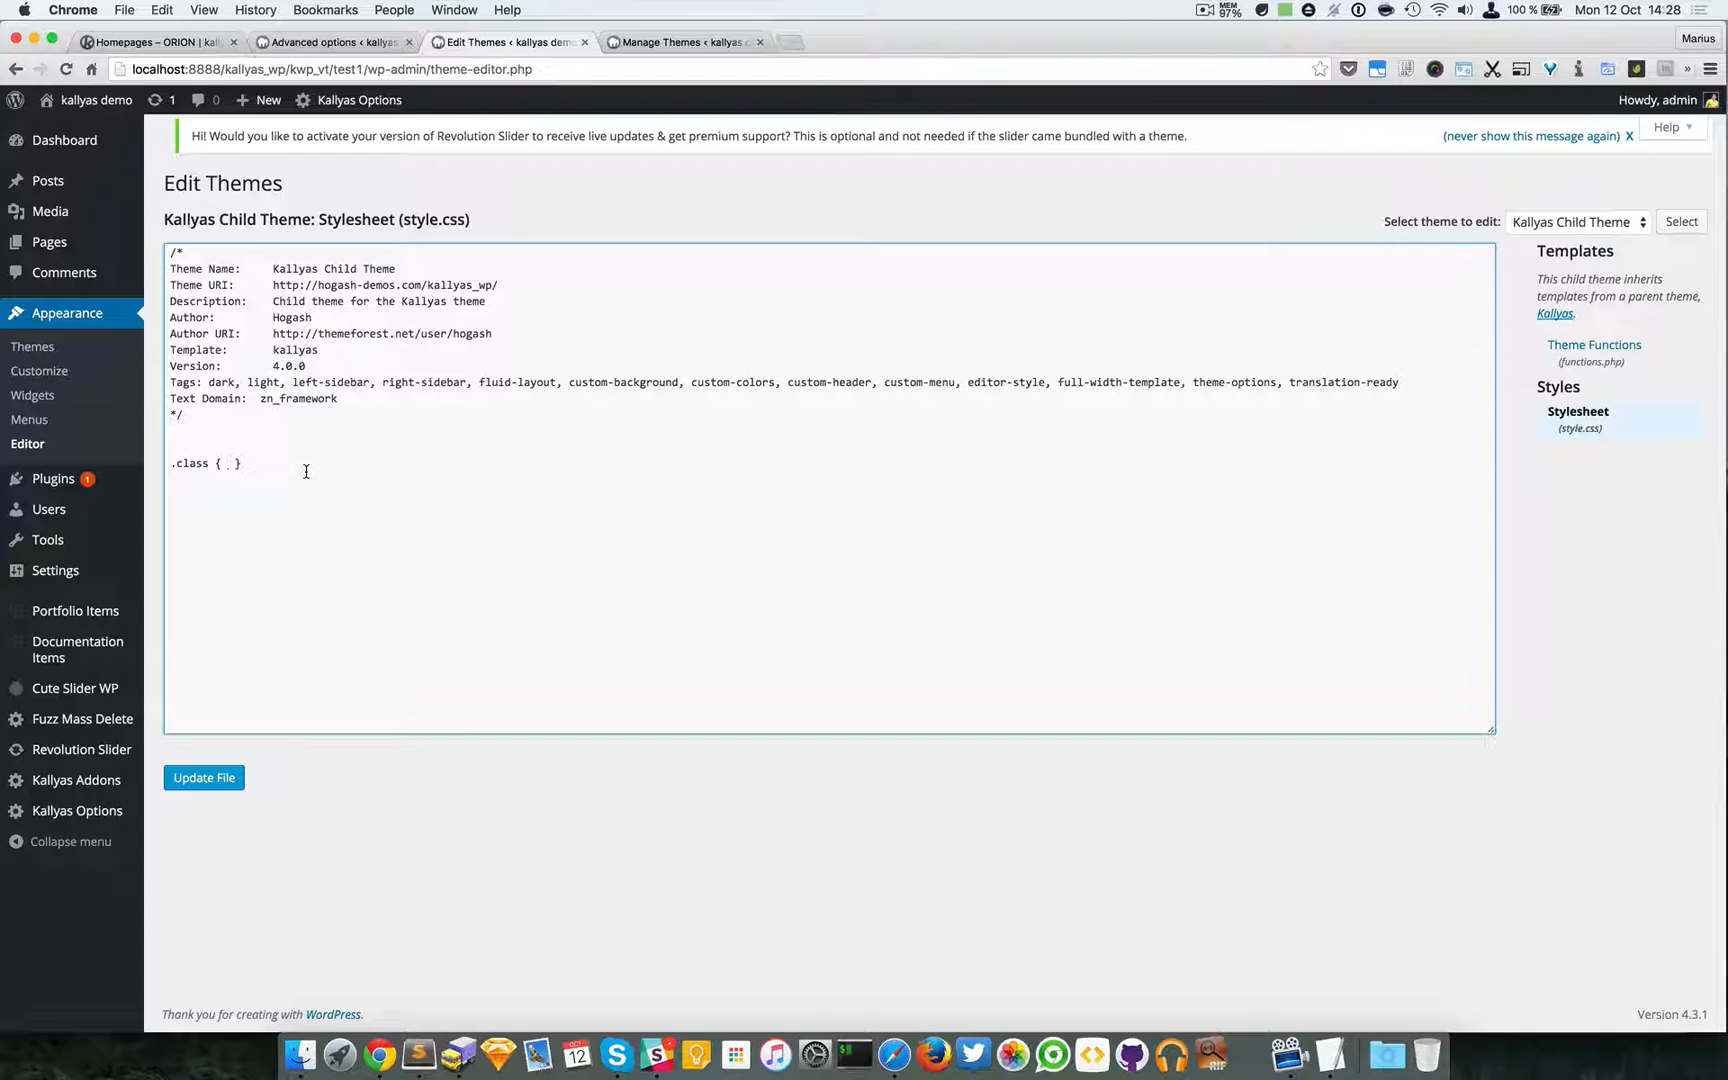 Chrome File Edit View History Bookmarks People Window Help MEM 97% 100 % Mon 12 Oct 14:28
Homepages – ORION | kall Advanced options ‹ kallyas Edit Themes ‹ kallyas demo Manage Themes ‹ kallyas Marius
localhost:8888/kallyas_wp/kwp_vt/test1/wp-admin/theme-editor.php
kallyas demo 1 0 New Kallyas Options Howdy, admin
Hi! Would you like to activate your version of Revolution Slider to receive live updates & get premium support? This is optional and not needed if the slider came bundled with a theme. (never show this message again) X
Help
Dashboard
Posts
Media
Pages
Comments
Appearance
Themes
Customize
Widgets
Menus
Editor
Plugins 1
Users
Tools
Settings
Portfolio Items
Documentation
Items
Cute Slider WP
Fuzz Mass Delete
Revolution Slider
Kallyas Addons
Kallyas Options
Collapse menu
Edit Themes
Kallyas Child Theme: Stylesheet (style.css)
Select theme to edit: Kallyas Child Theme Select
/*
Theme Name: Kallyas Child Theme
Theme URI: http://hogash-demos.com/kallyas_wp/
Description: Child theme for the Kallyas theme
Author: Hogash
Author URI: http://themeforest.net/user/hogash
Template: kallyas
Version: 4.0.0
Tags: dark, light, left-sidebar, right-sidebar, fluid-layout, custom-background, custom-colors, custom-header, custom-menu, editor-style, full-width-template, theme-options, translation-ready
Text Domain: zn_framework
*/
.class { }
Update File
Templates
This child theme inherits
templates from a parent theme,
Kallyas.
Theme Functions
(functions.php)
Styles
Stylesheet
(style.css)
Thank you for creating with WordPress.
Version 4.3.1